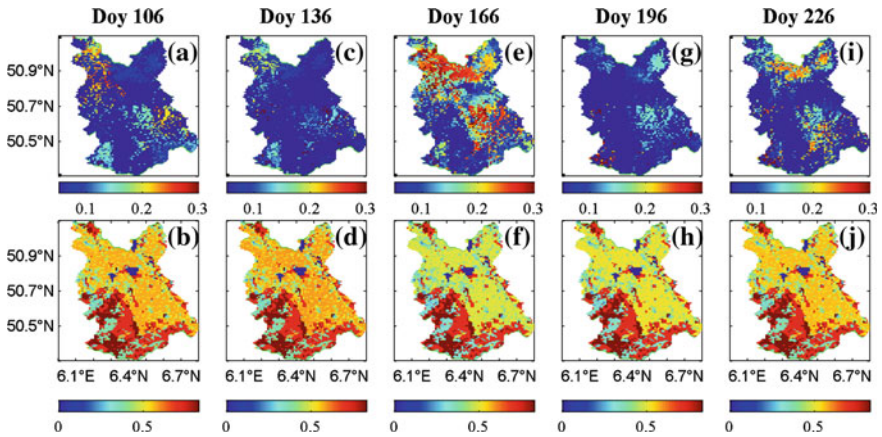 Doy 106 Doy 136 Doy 166 Doy 196 Doy 226
(a) (c) (e) (g) (i)
50.9°N
50.7°N
50.5°N
0.1 0.2 0.3 0.1 0.2 0.3 0.1 0.2 0.3 0.1 0.2 0.3 0.1 0.2 0.3
(b) (d) (f) (h) (j)
50.9°N
50.7°N
50.5°N
6.1°E 6.4°N 6.7°N 6.1°E 6.4°N 6.7°N 6.1°E 6.4°N 6.7°N 6.1°E 6.4°N 6.7°N 6.1°E 6.4°N 6.7°N
0 0.5 0 0.5 0 0.5 0 0.5 0 0.5